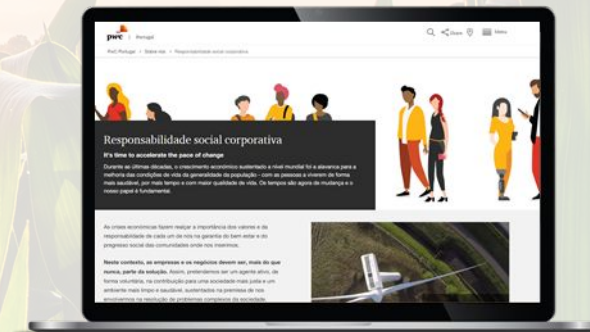 pwc | Portugal
Share
Menu
PwC Portugal > Sobre nós > Responsabilidade social corporativa
Responsabilidade social corporativa
It's time to accelerate the pace of change
Durante as últimas décadas, o crescimento económico sustentado a nível mundial foi a alavanca para a
melhoria das condições de vida da generalidade da população - com as pessoas a viverem de forma
mais saudável, por mais tempo e com maior qualidade de vida. Os tempos são agora de mudança e o
nosso papel é fundamental.
As crises económicas fazem realçar a importância dos valores e da
responsabilidade de cada um de nós na garantia do bem estar e do
progresso social das comunidades onde nos inserimos.
Neste contexto, as empresas e os negócios devem ser, mais do que
nunca, parte da solução. Assim, pretendemos ser um agente ativo, de
forma voluntária, na contribuição para uma sociedade mais justa e um
ambiente mais limpo e saudável, sustentados na premissa de nos
envolvermos na resolução de problemas complexos da sociedade